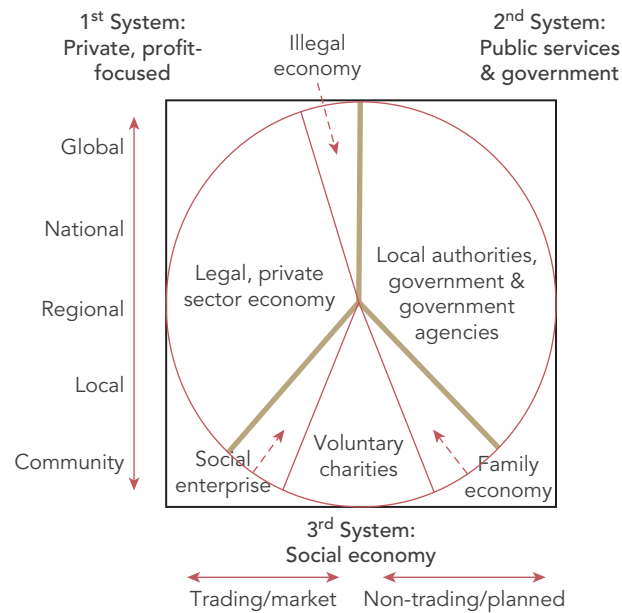 1st System:
Private, profit-
focused
Illegal
economy
2nd System:
Public services
& government
Global
National
Regional
Local
Community
Legal, private
sector economy
Local authorities,
government &
government
agencies
Social
enterprise
Voluntary
charities
Family
economy
3rd System:
Social economy
Trading/market
Non-trading/planned